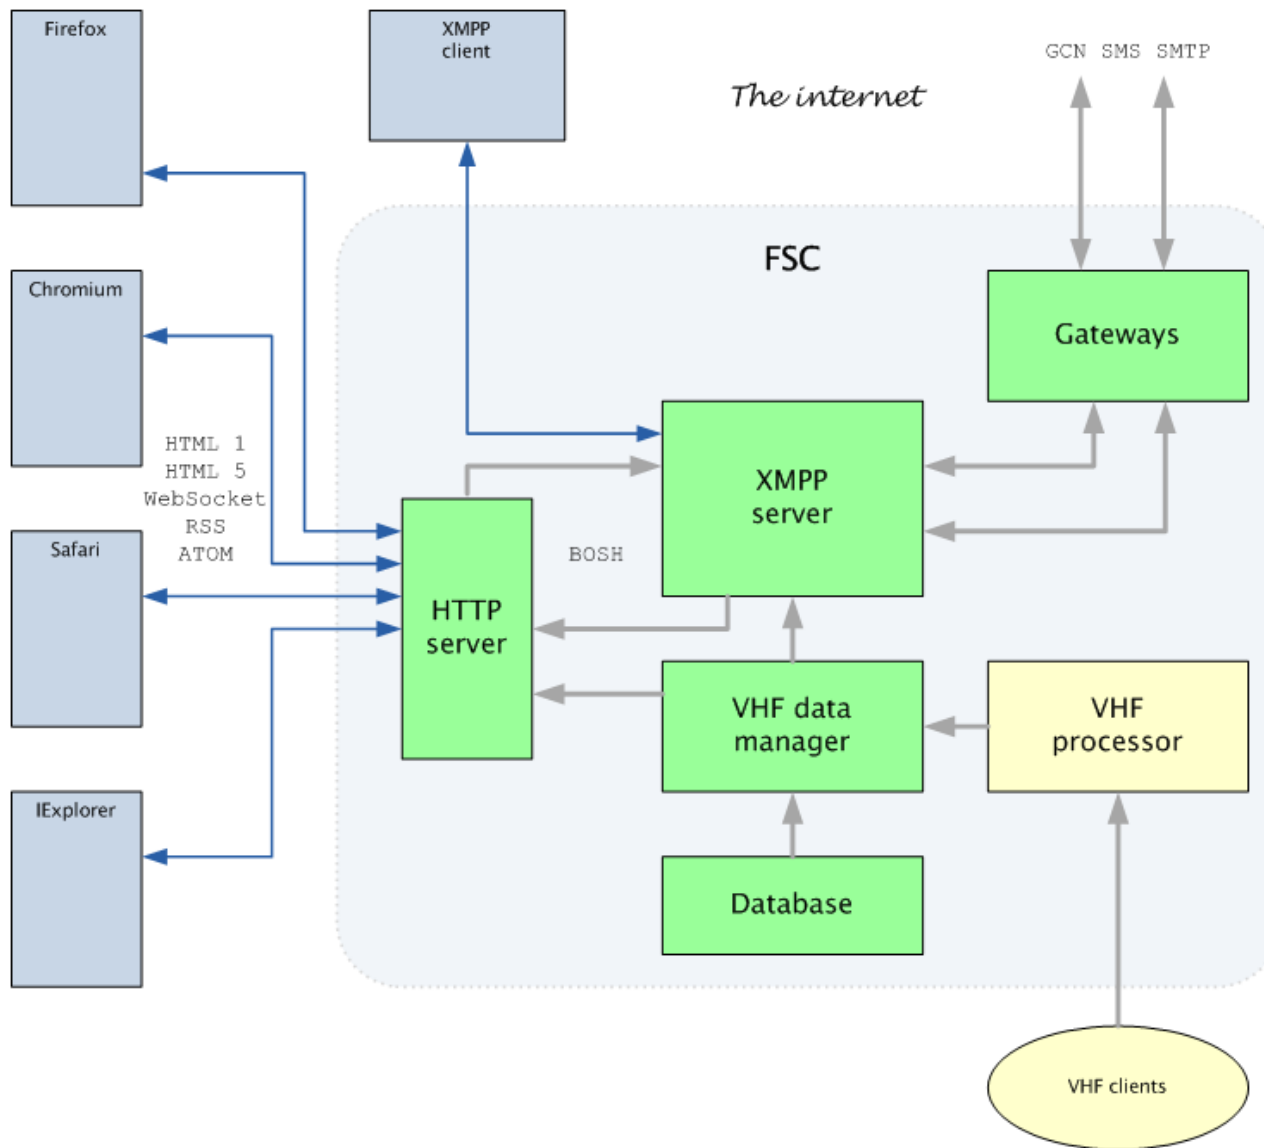 Firefox
XMPP
client
GCN SMS SMTP
The internet
FSC
Chromium
Gateways
HTML 1
HTML 5
WebSocket
RSS
ATOM
XMPP
server
Safari
BOSH
HTTP
server
VHF data
manager
VHF
processor
IExplorer
Database
VHF clients